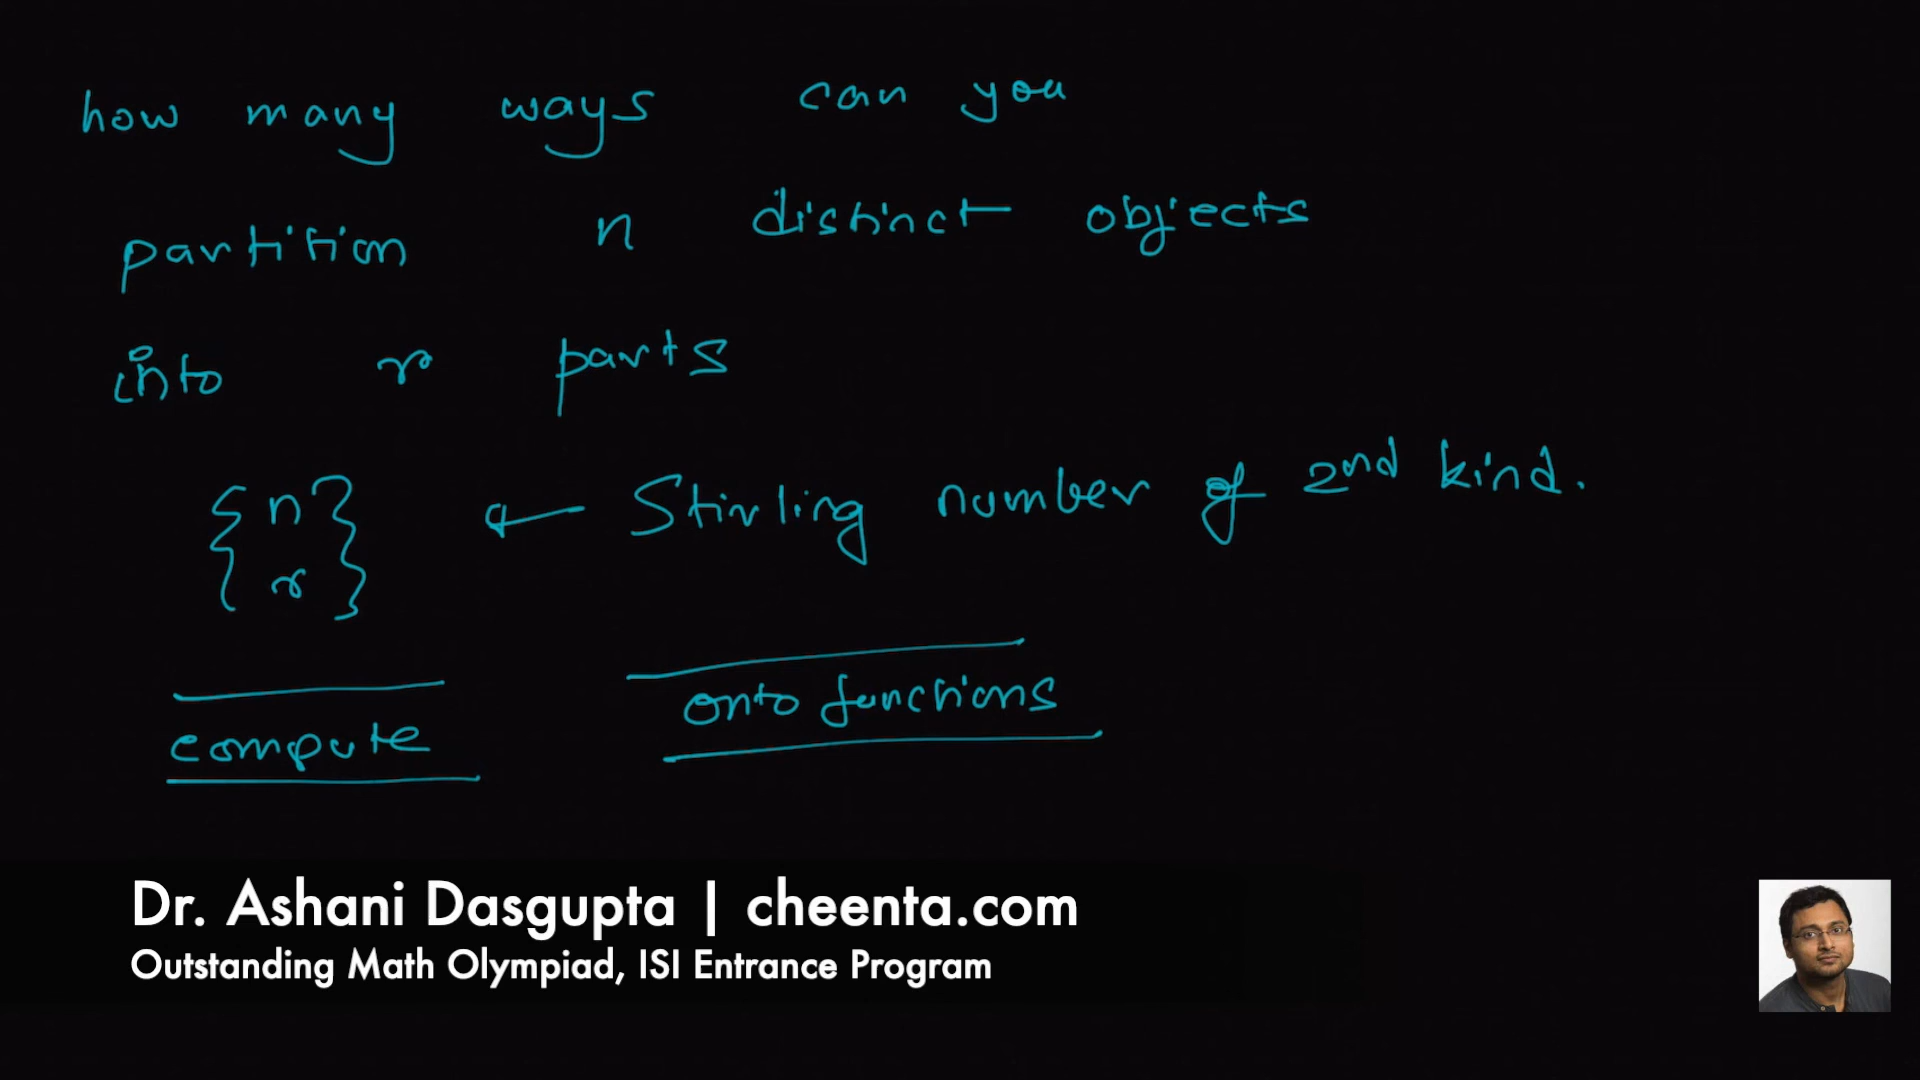 how many ways can you
partition n distinct objects
into r parts
{n
r} ← Stirling number of 2nd kind.
compute onto functions
Dr. Ashani Dasgupta | cheenta.com
Outstanding Math Olympiad, ISI Entrance Program